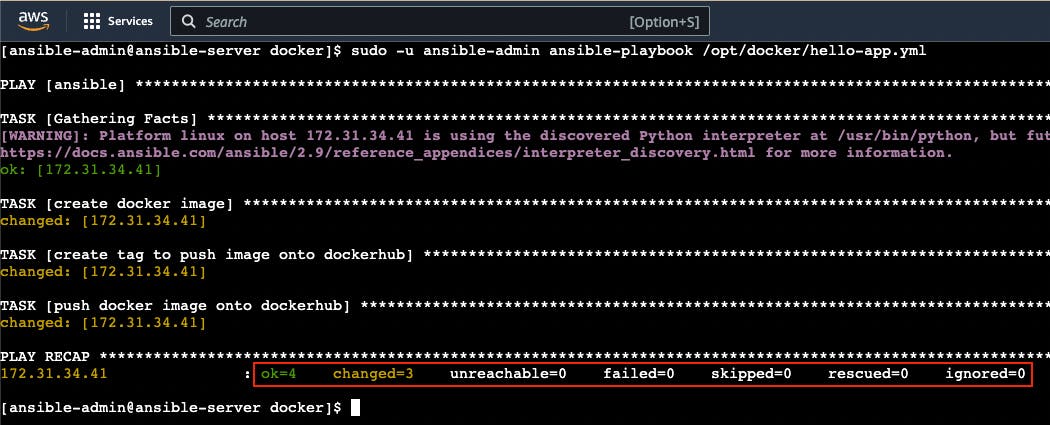 aws Services Search [Option+S]
[ansible-admin@ansible-server docker]$ sudo -u ansible-admin ansible-playbook /opt/docker/hello-app.yml
PLAY [ansible] ******************************************************************************************************
TASK [Gathering Facts] **********************************************************************************************
[WARNING]: Platform linux on host 172.31.34.41 is using the discovered Python interpreter at /usr/bin/python, but fut
https://docs.ansible.com/ansible/2.9/reference_appendices/interpreter_discovery.html for more information.
ok: [172.31.34.41]
TASK [create docker image] ******************************************************************************************
changed: [172.31.34.41]
TASK [create tag to push image onto dockerhub] **********************************************************************
changed: [172.31.34.41]
TASK [push docker image onto dockerhub] *****************************************************************************
changed: [172.31.34.41]
PLAY RECAP **********************************************************************************************************
172.31.34.41 : ok=4 changed=3 unreachable=0 failed=0 skipped=0 rescued=0 ignored=0
[ansible-admin@ansible-server docker]$